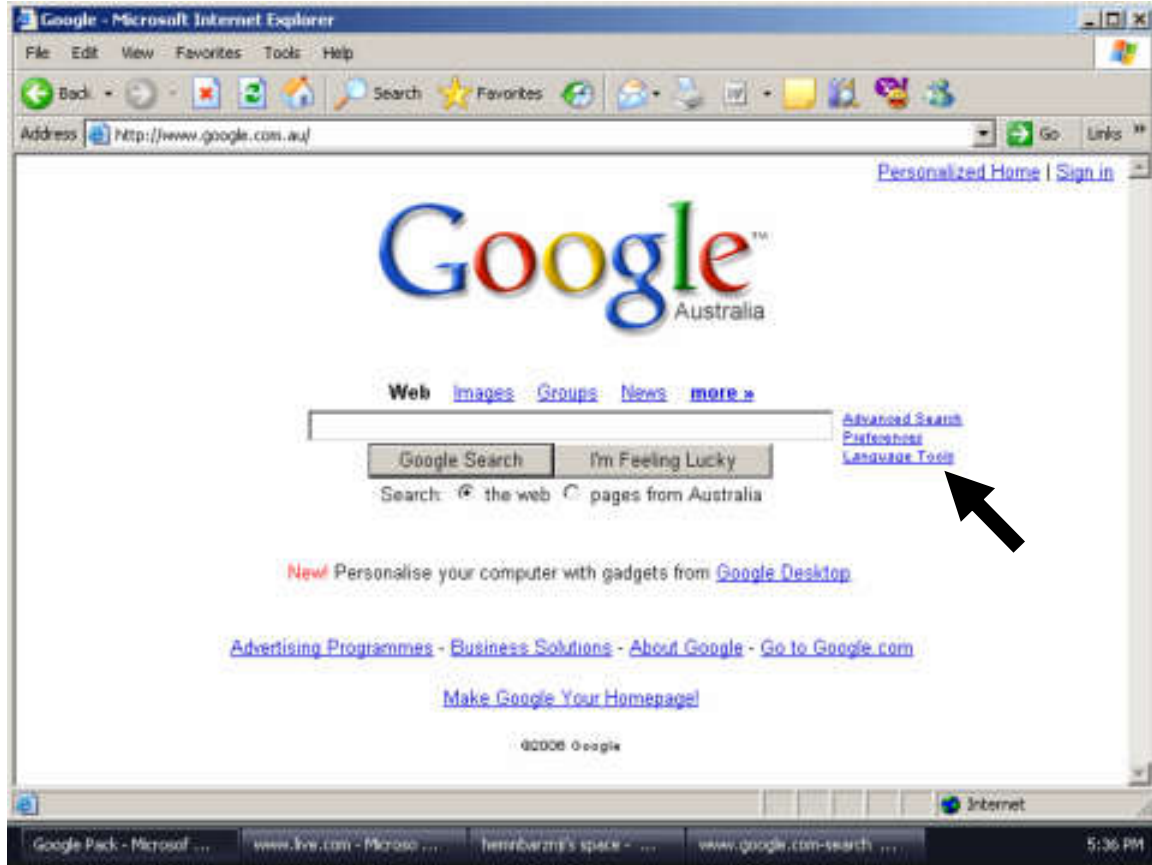 Google - Microsoft Internet Explorer
File Edit View Favorites Tools Help
Back Search Favorites
Address http://www.google.com.au/ Go Links »
Personalized Home | Sign in
Google™
Australia
Web Images Groups News more »
Advanced Search
Preferences
Language Tools
Google Search I'm Feeling Lucky
Search: the web pages from Australia
New! Personalise your computer with gadgets from Google Desktop
Advertising Programmes - Business Solutions - About Google - Go to Google.com
Make Google Your Homepage!
©2006 Google
Internet
Google Pack - Microsof ... www.live.com - Microso ... space - ... www.google.com-search ... 5:36 PM